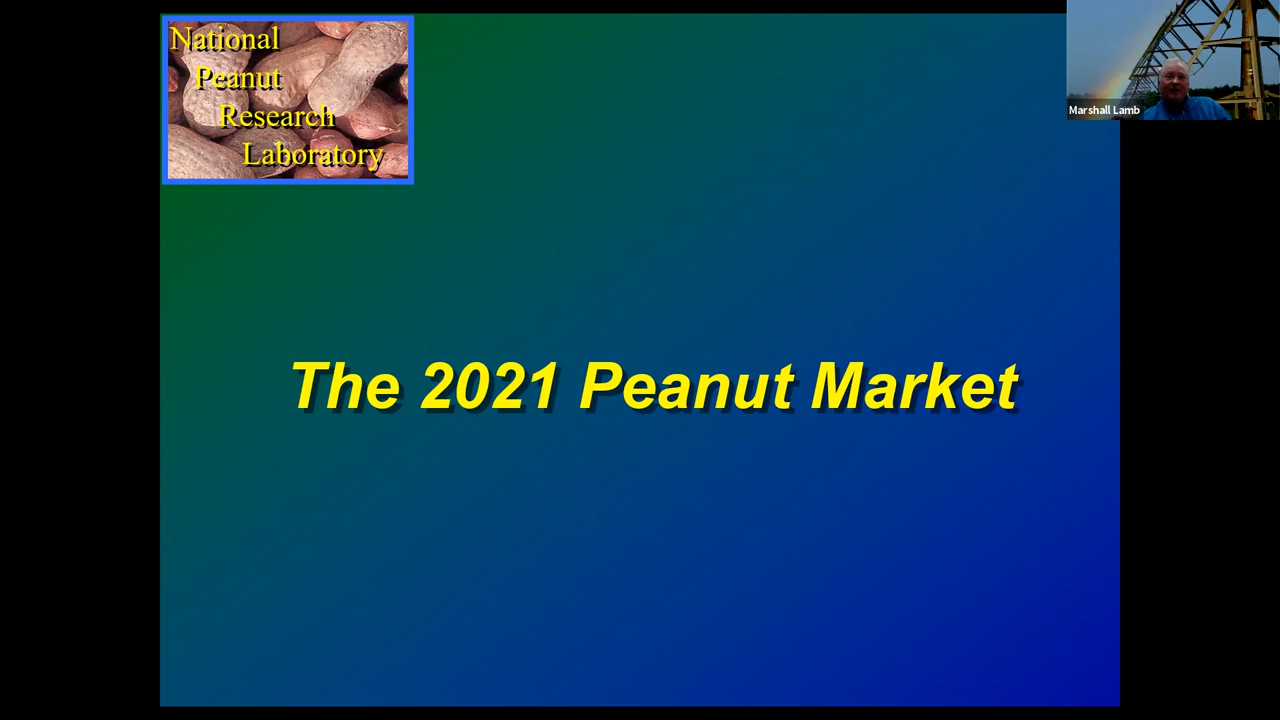 National
Peanut
Research
Laboratory
Marshall Lamb
The 2021 Peanut Market